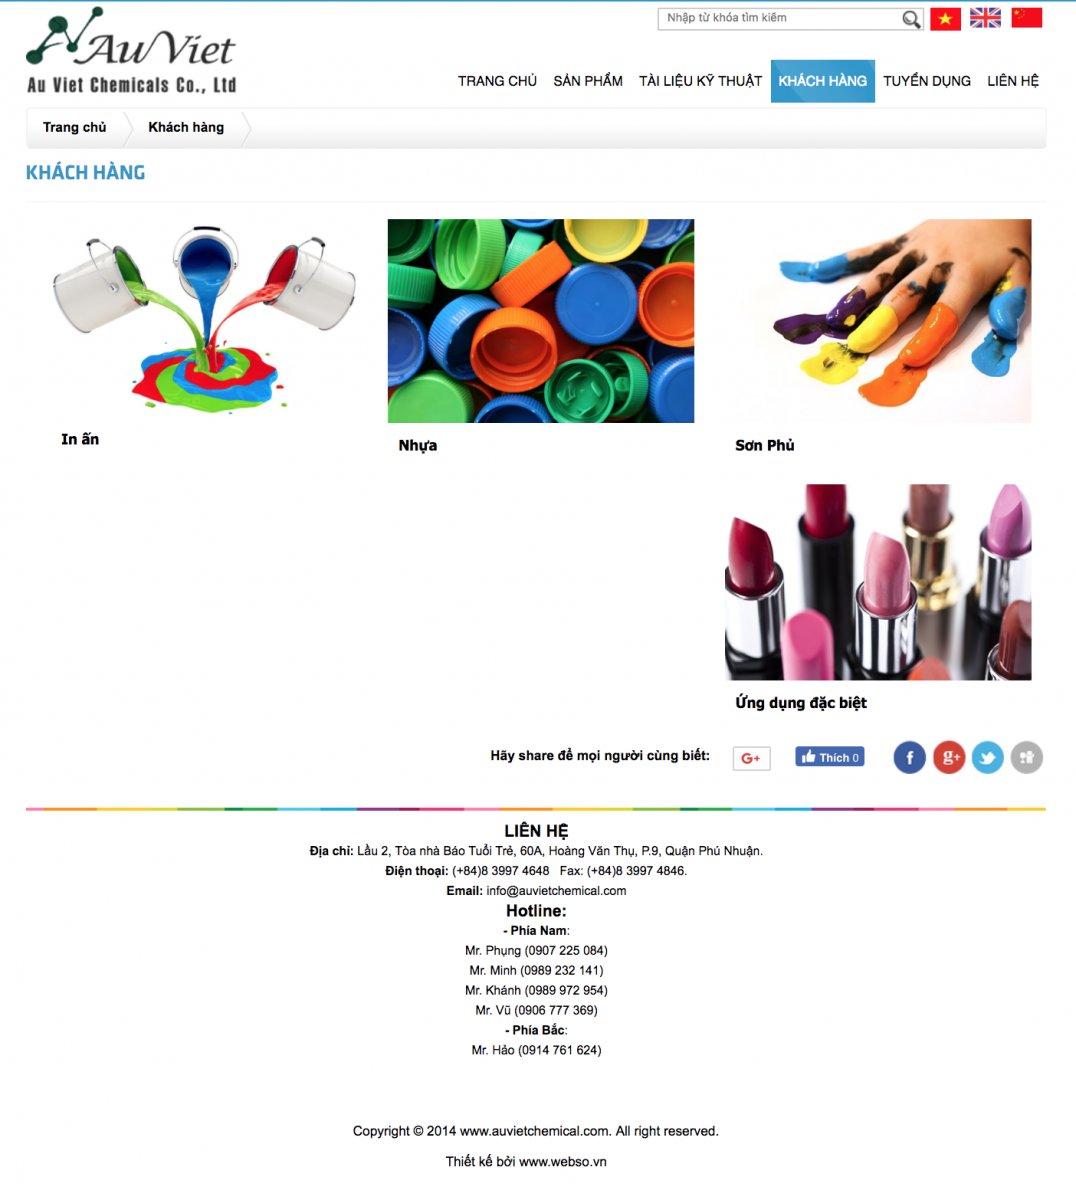 Au Viet
Au Viet Chemicals Co., Ltd
Nhập từ khóa tìm kiếm
TRANG CHỦ SẢN PHẨM TÀI LIỆU KỸ THUẬT KHÁCH HÀNG TUYỂN DỤNG LIÊN HỆ
Trang chủ Khách hàng
KHÁCH HÀNG
In ấn
Nhựa
Sơn Phủ
Ứng dụng đặc biệt
Hãy share để mọi người cùng biết: G+ Thích 0 f g+
LIÊN HỆ
Địa chỉ: Lầu 2, Tòa nhà Báo Tuổi Trẻ, 60A, Hoàng Văn Thụ, P.9, Quận Phú Nhuận.
Điện thoại: (+84)8 3997 4648 Fax: (+84)8 3997 4846.
Email: info@auvietchemical.com
Hotline:
- Phía Nam:
Mr. Phụng (0907 225 084)
Mr. Minh (0989 232 141)
Mr. Khánh (0989 972 954)
Mr. Vũ (0906 777 369)
- Phía Bắc:
Mr. Hảo (0914 761 624)
Copyright © 2014 www.auvietchemical.com. All right reserved.
Thiết kế bởi www.webso.vn